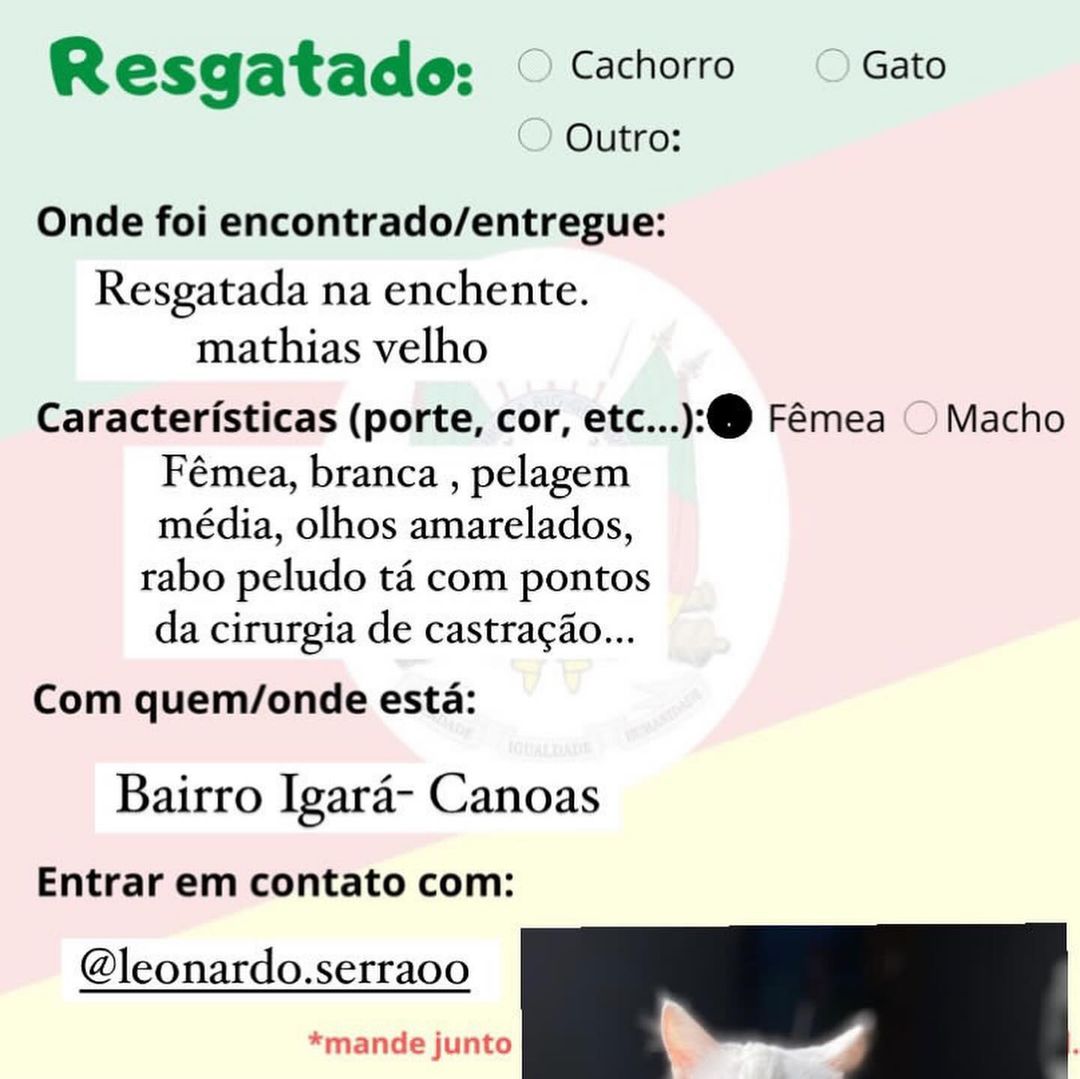 Resgatado: Cachorro Gato
Outro:
Onde foi encontrado/entregue:
Resgatada na enchente.
mathias velho
Características (porte, cor, etc...): Fêmea Macho
Fêmea, branca , pelagem
média, olhos amarelados,
rabo peludo tá com pontos
da cirurgia de castração...
Com quem/onde está:
IGUALDADE
HUMANIDADE
Bairro Igará- Canoas
Entrar em contato com:
@leonardo.serraoo
*mande junto